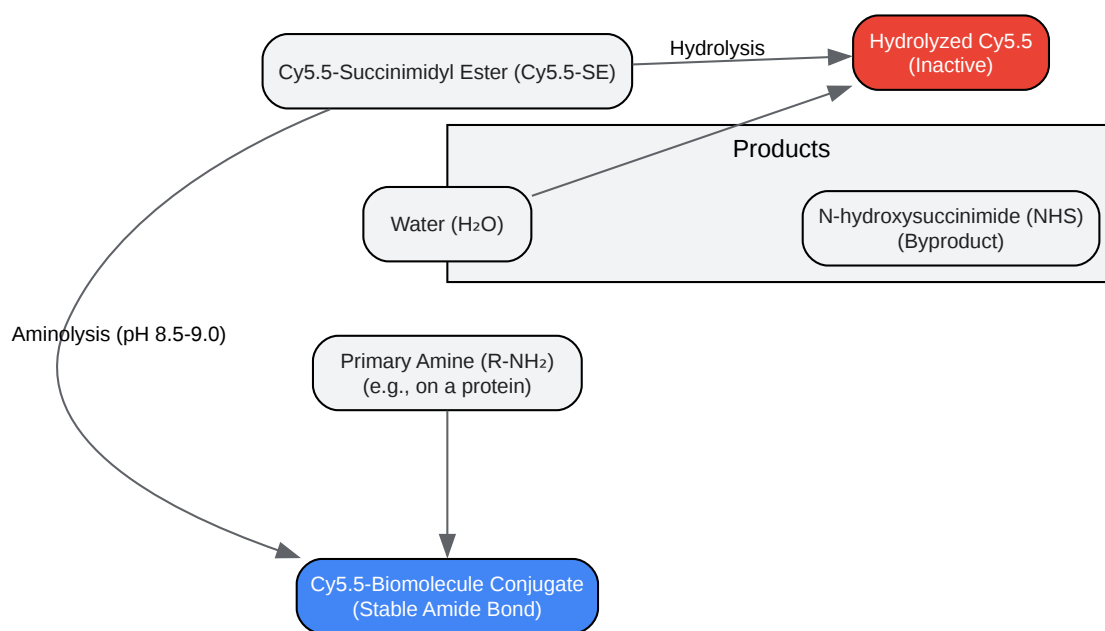 Cy5.5-Succinimidyl Ester (Cy5.5-SE)
Hydrolysis
Hydrolyzed Cy5.5
(Inactive)
Products
Water (H₂O)
N-hydroxysuccinimide (NHS)
(Byproduct)
Aminolysis (pH 8.5-9.0)
Primary Amine (R-NH₂)
(e.g., on a protein)
Cy5.5-Biomolecule Conjugate
(Stable Amide Bond)